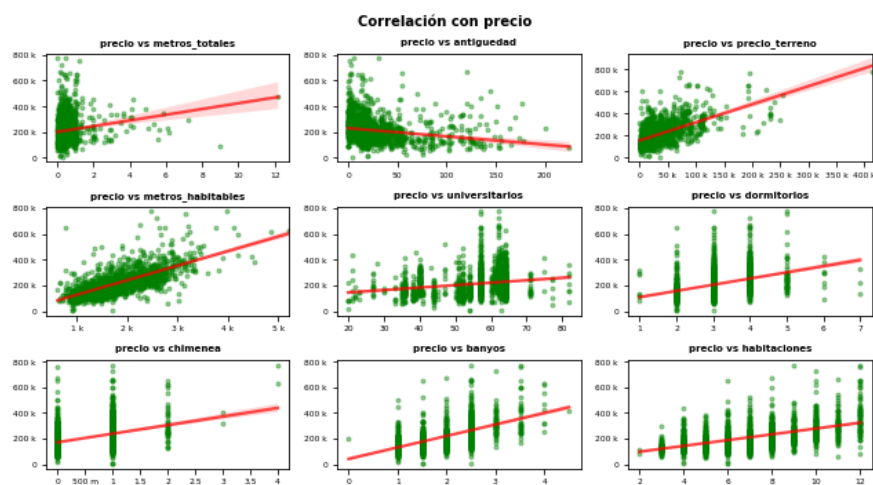 Correlación con precio
precio vs metros_totales
800 k
600 k
400 k
200 k
0
0 2 4 6 8 10 12
precio vs antiguedad
800 k
600 k
400 k
200 k
0
0 50 100 150 200
precio vs precio_terreno
800 k
600 k
400 k
200 k
0
0 50 k 100 k 150 k 200 k 250 k 300 k 350 k 400 k
precio vs metros_habitables
800 k
600 k
400 k
200 k
0
1 k 2 k 3 k 4 k 5 k
precio vs universitarios
800 k
600 k
400 k
200 k
0
20 30 40 50 60 70 80
precio vs dormitorios
800 k
600 k
400 k
200 k
0
1 2 3 4 5 6 7
precio vs chimenea
800 k
600 k
400 k
200 k
0
0 500 m 1 1.5 2 2.5 3 3.5 4
precio vs banyos
800 k
600 k
400 k
200 k
0
0 1 2 3 4
precio vs habitaciones
800 k
600 k
400 k
200 k
0
2 4 6 8 10 12